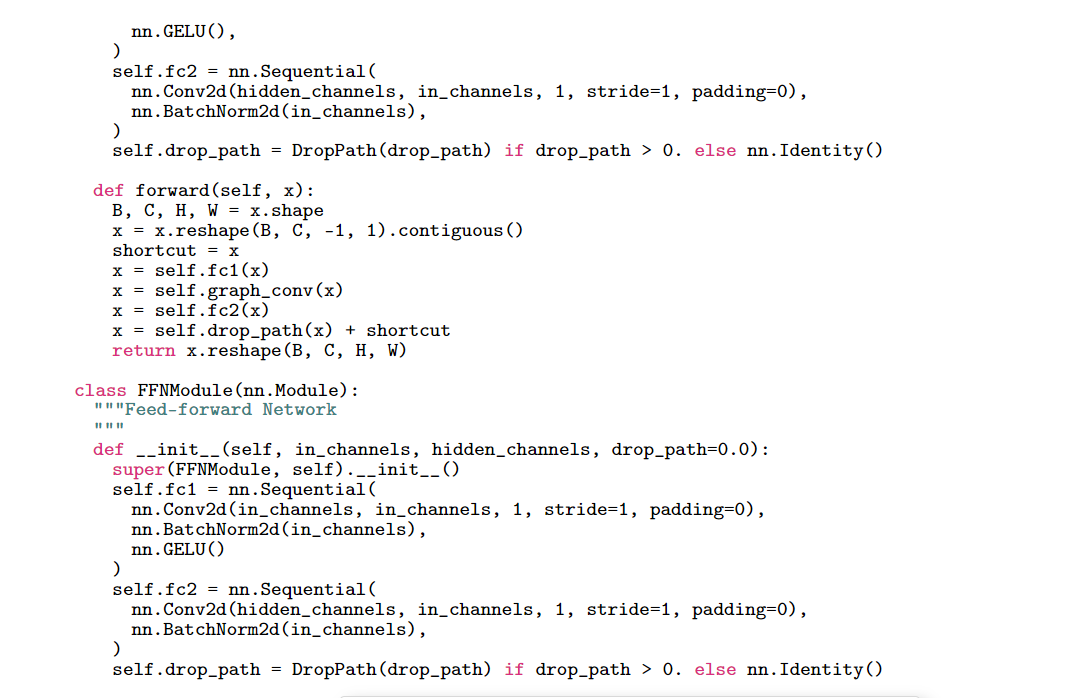 nn.GELU(),
)
self.fc2 = nn.Sequential(
nn.Conv2d(hidden_channels, in_channels, 1, stride=1, padding=0),
nn.BatchNorm2d(in_channels),
)
self.drop_path = DropPath(drop_path) if drop_path > 0. else nn.Identity()
def forward(self, x):
B, C, H, W = x.shape
x = x.reshape(B, C, -1, 1).contiguous()
shortcut = x
x = self.fc1(x)
x = self.graph_conv(x)
x = self.fc2(x)
x = self.drop_path(x) + shortcut
return x.reshape(B, C, H, W)
class FFNModule(nn.Module):
"""Feed-forward Network
"""
def __init__(self, in_channels, hidden_channels, drop_path=0.0):
super(FFNModule, self).__init__()
self.fc1 = nn.Sequential(
nn.Conv2d(in_channels, in_channels, 1, stride=1, padding=0),
nn.BatchNorm2d(in_channels),
nn.GELU()
)
self.fc2 = nn.Sequential(
nn.Conv2d(hidden_channels, in_channels, 1, stride=1, padding=0),
nn.BatchNorm2d(in_channels),
)
self.drop_path = DropPath(drop_path) if drop_path > 0. else nn.Identity()